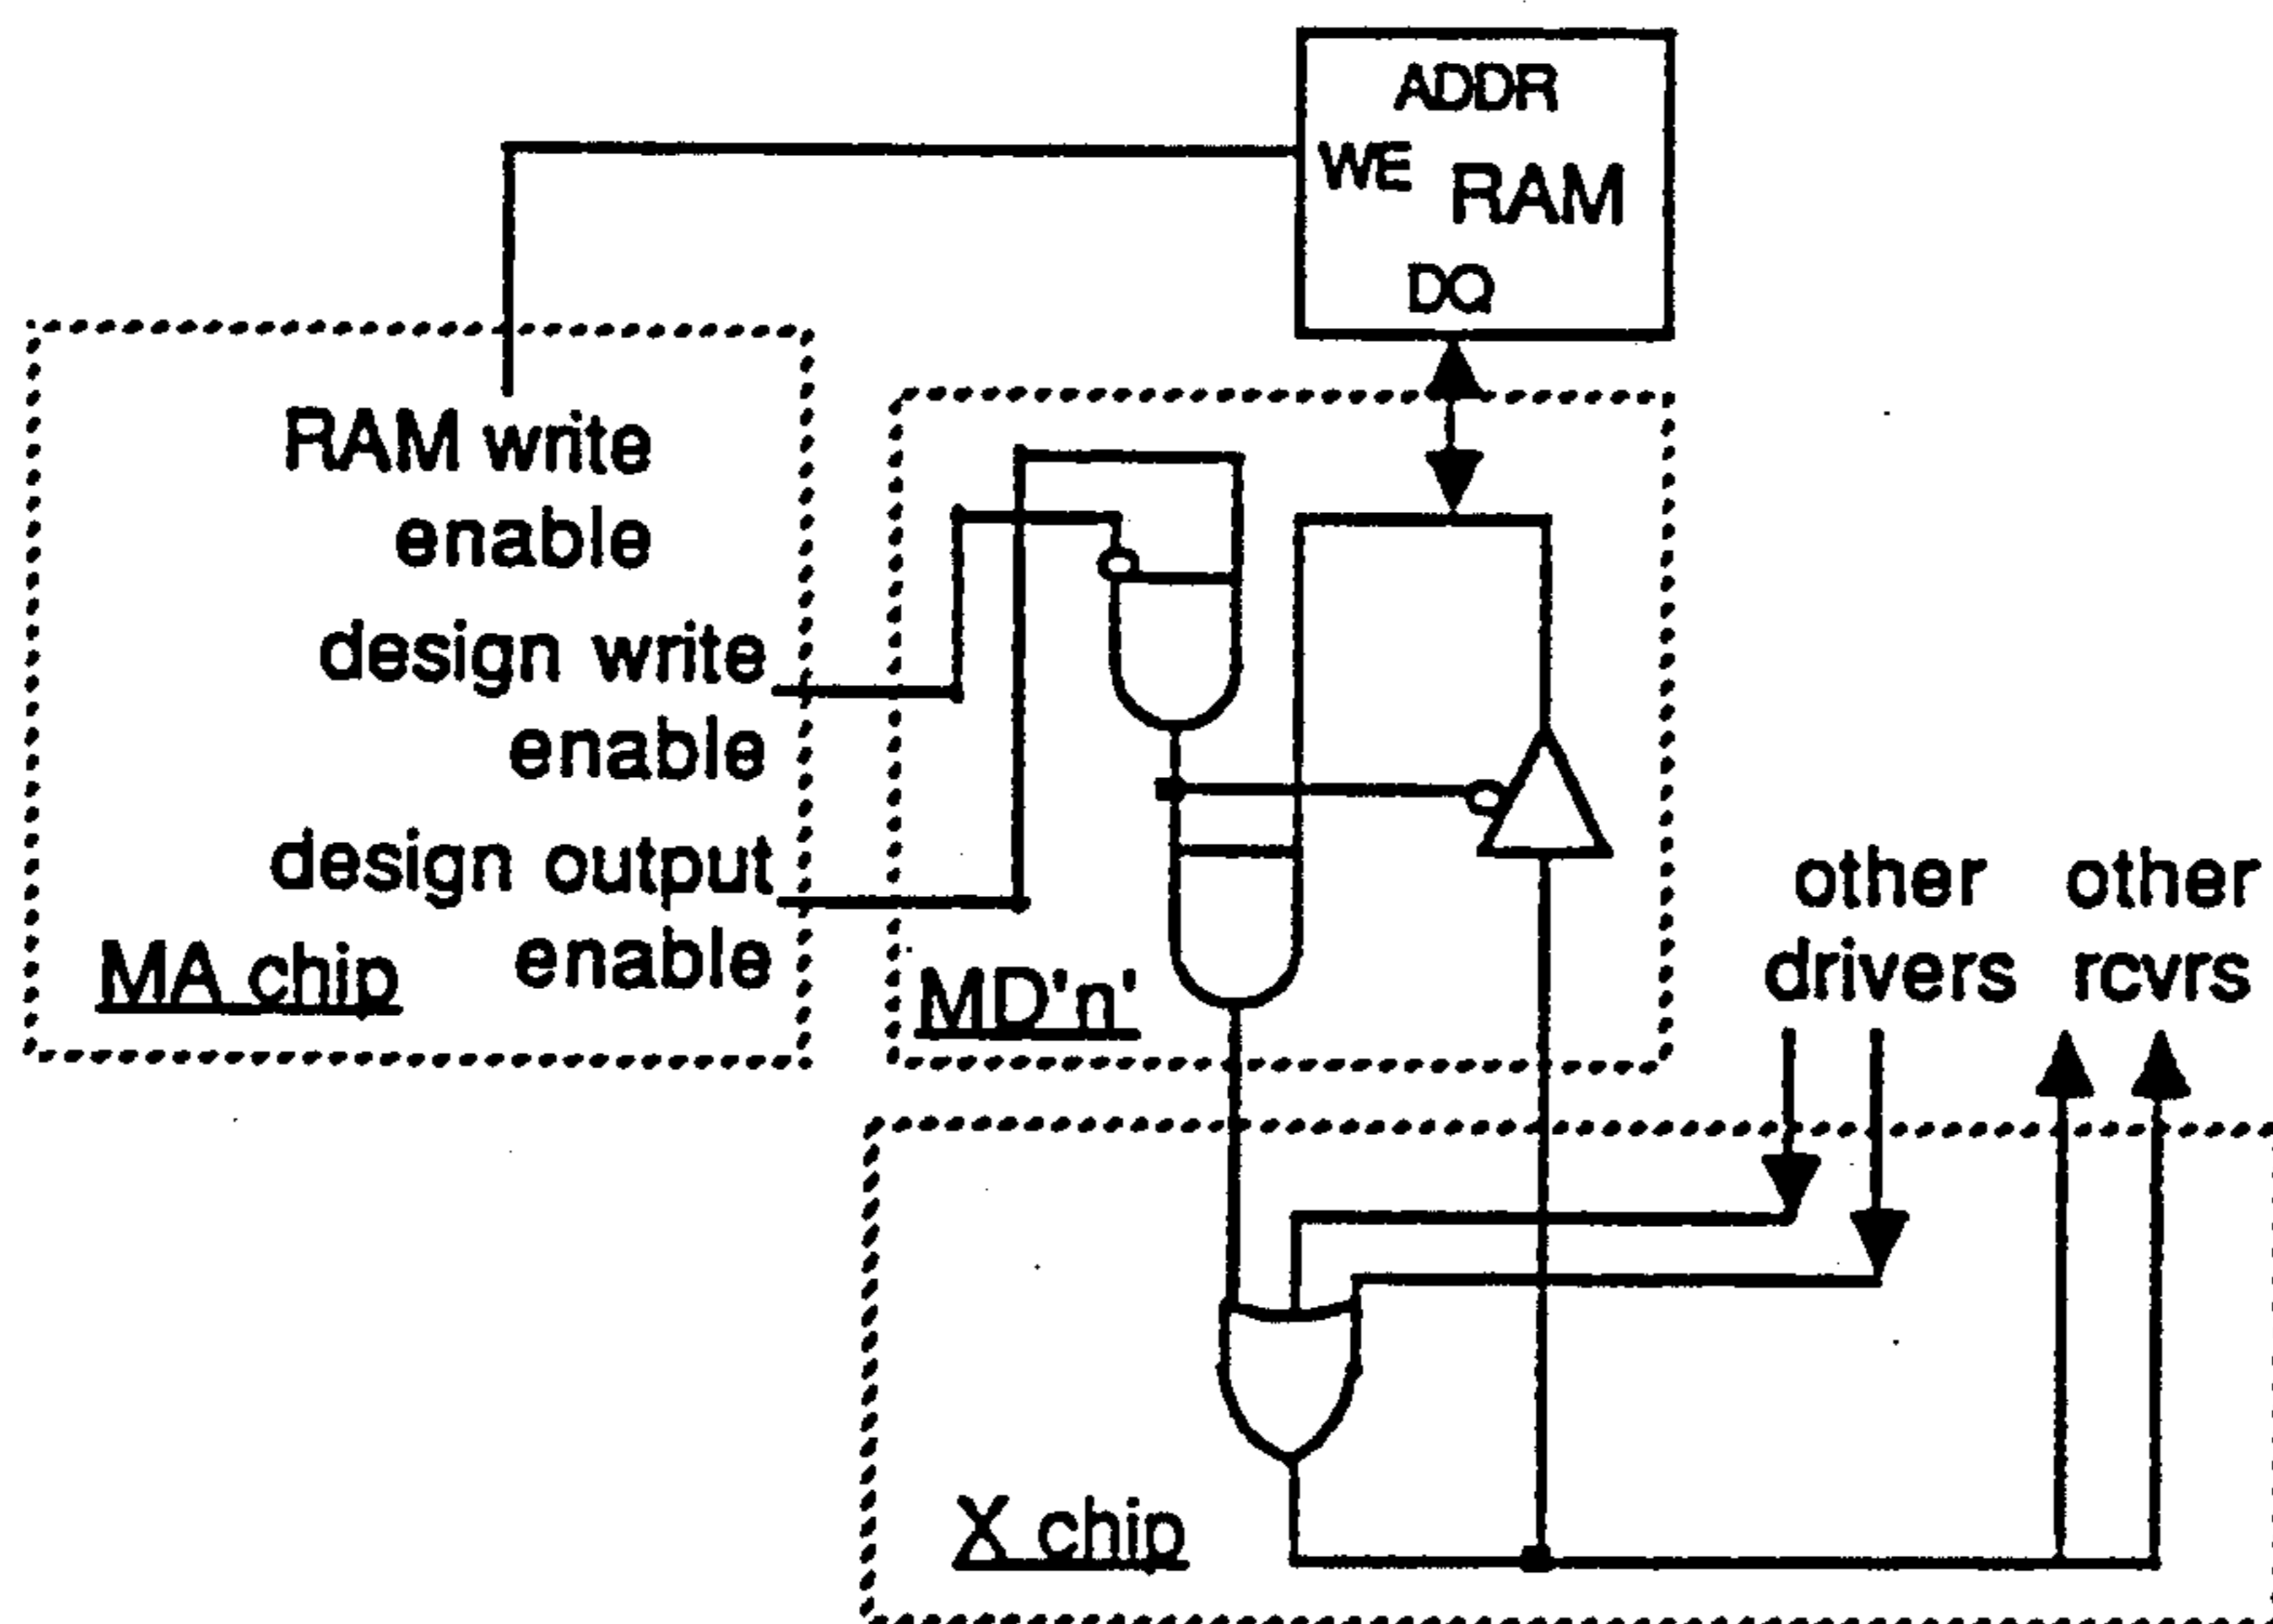 ADDR
WE
RAM
DQ
RAM write
enable
design write
enable
design output
enable
MA chip
MD'n'
other other
drivers rcvrs
X chip